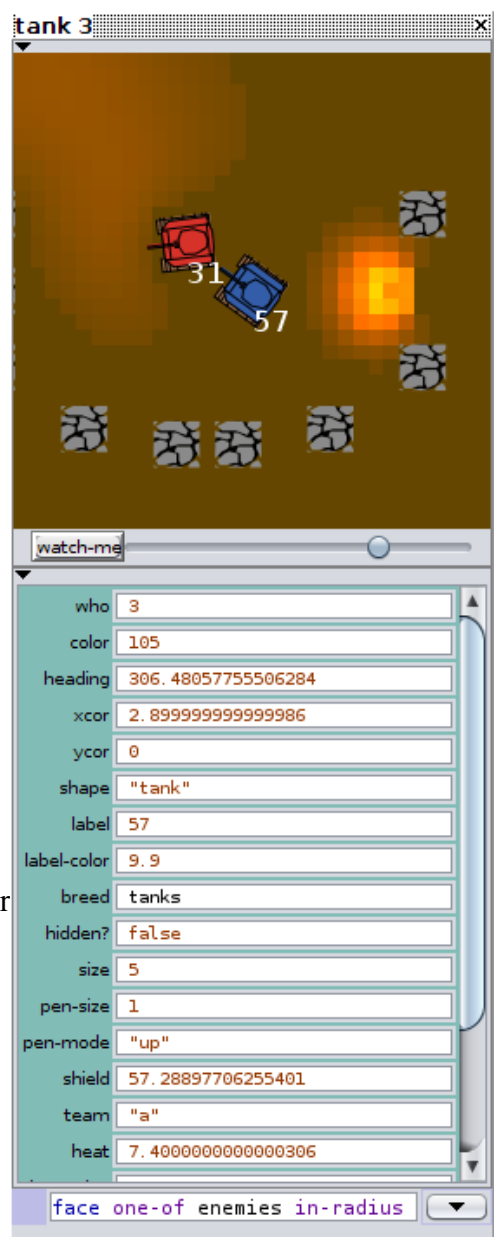 tank 3
31
57
watch-me
who 3
color 105
heading 306.48057755506284
xcor 2.899999999999986
ycor 0
shape "tank"
label 57
label-color 9.9
r
breed tanks
hidden? false
size 5
pen-size 1
pen-mode "up"
shield 57.28897706255401
team "a"
heat 7.4000000000000306
face one-of enemies in-radius